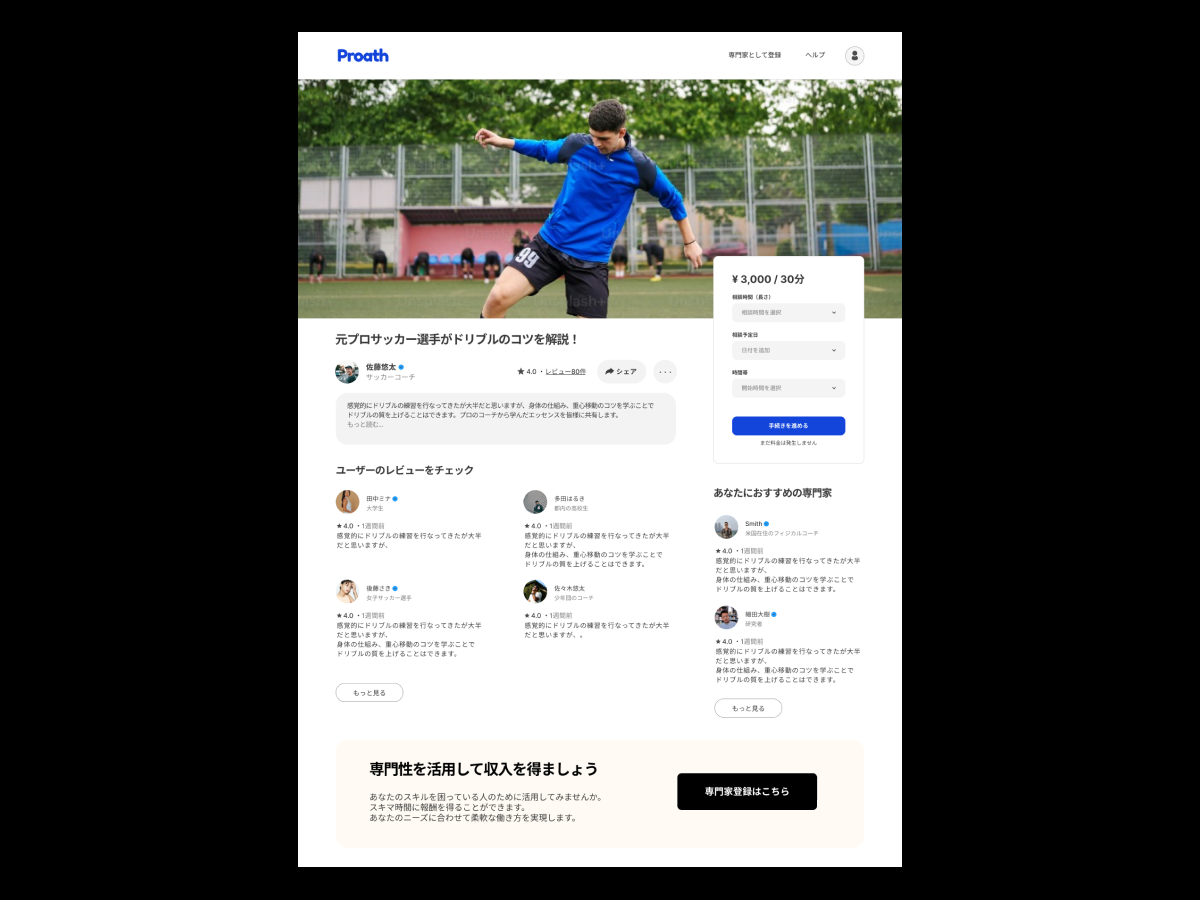 Proath
専門家として登録
ヘルプ
99
¥ 3,000 / 30分
相談時間（長さ）
相談時間を選択
相談予定日
日付を追加
時間帯
開始時間を選択
手続きを進める
まだ料金は発生しません
元プロサッカー選手がドリブルのコツを解説！
佐藤悠太
サッカーコーチ
★ 4.0 ・レビュー80件
シェア
···
感覚的にドリブルの練習を行なってきたが大半だと思いますが、身体の仕組み、重心移動のコツを学ぶことで
ドリブルの質を上げることはできます。プロのコーチから学んだエッセンスを皆様に共有します。
もっと読む...
ユーザーのレビューをチェック
田中ミナ
大学生
★ 4.0 ・1週間前
感覚的にドリブルの練習を行なってきたが大半
だと思いますが、
多田はるき
都内の高校生
★ 4.0 ・1週間前
感覚的にドリブルの練習を行なってきたが大半
だと思いますが、
身体の仕組み、重心移動のコツを学ぶことで
ドリブルの質を上げることはできます。
後藤さき
女子サッカー選手
★ 4.0 ・1週間前
感覚的にドリブルの練習を行なってきたが大半
だと思いますが、
身体の仕組み、重心移動のコツを学ぶことで
ドリブルの質を上げることはできます。
佐々木悠太
少年団のコーチ
★ 4.0 ・1週間前
感覚的にドリブルの練習を行なってきたが大半
だと思いますが、。
もっと見る
あなたにおすすめの専門家
Smith
米国在住のフィジカルコーチ
★ 4.0 ・1週間前
感覚的にドリブルの練習を行なってきたが大半
だと思いますが、
身体の仕組み、重心移動のコツを学ぶことで
ドリブルの質を上げることはできます。
大樹
研究者
★ 4.0 ・1週間前
感覚的にドリブルの練習を行なってきたが大半
だと思いますが、
身体の仕組み、重心移動のコツを学ぶことで
ドリブルの質を上げることはできます。
もっと見る
専門性を活用して収入を得ましょう
あなたのスキルを困っている人のために活用してみませんか。
スキマ時間に報酬を得ることができます。
あなたのニーズに合わせて柔軟な働き方を実現します。
専門家登録はこちら